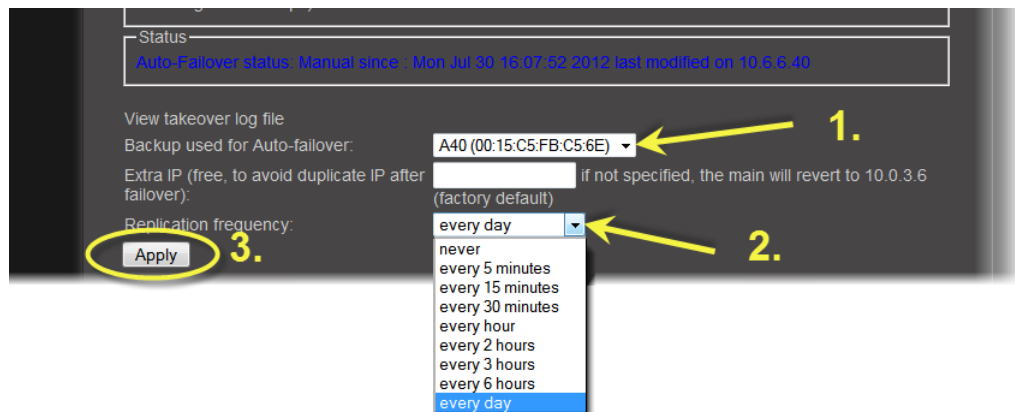 Status
Auto-Failover status: Manual since : Mon Jul 30 16:07:52 2012 last modified on 10.6.6.40
View takeover log file
Backup used for Auto-failover: A40 (00:15:C5:FB:C5:6E) 1.
Extra IP (free, to avoid duplicate IP after if not specified, the main will revert to 10.0.3.6
failover): (factory default)
Replication frequency: every day
Apply 3. 2.
never
every 5 minutes
every 15 minutes
every 30 minutes
every hour
every 2 hours
every 3 hours
every 6 hours
every day